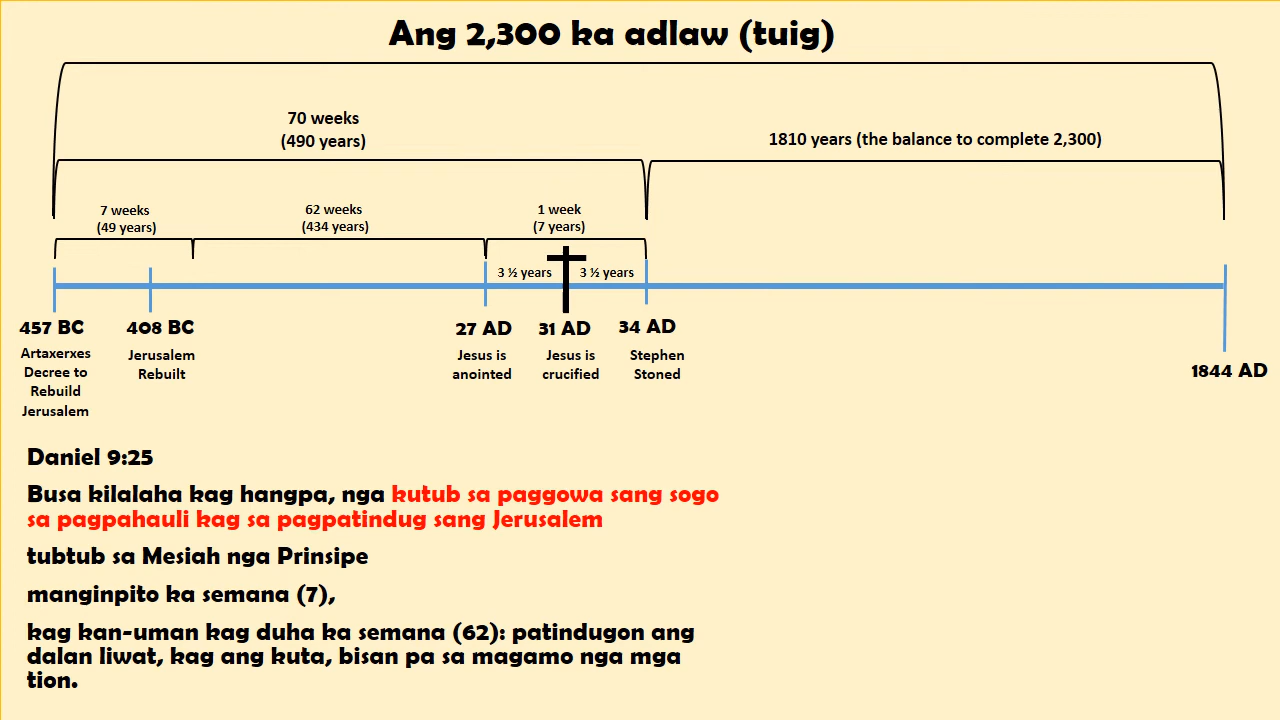 Ang 2,300 ka adlaw (tuig)
70 weeks
(490 years)
1810 years (the balance to complete 2,300)
7 weeks
(49 years)
62 weeks
(434 years)
1 week
(7 years)
3 ½ years
3 ½ years
457 BC
Artaxerxes
Decree to
Rebuild
Jerusalem
408 BC
Jerusalem
Rebuilt
27 AD
Jesus is
anointed
31 AD
Jesus is
crucified
34 AD
Stephen
Stoned
1844 AD
Daniel 9:25
Busa kilalaha kag hangpa, nga kutub sa paggowa sang sogo
sa pagpahauli kag sa pagpatindug sang Jerusalem
tubtub sa Mesiah nga Prinsipe
manginpito ka semana (7),
kag kan-uman kag duha ka semana (62): patindugon ang
dalan liwat, kag ang kuta, bisan pa sa magamo nga mga
tion.